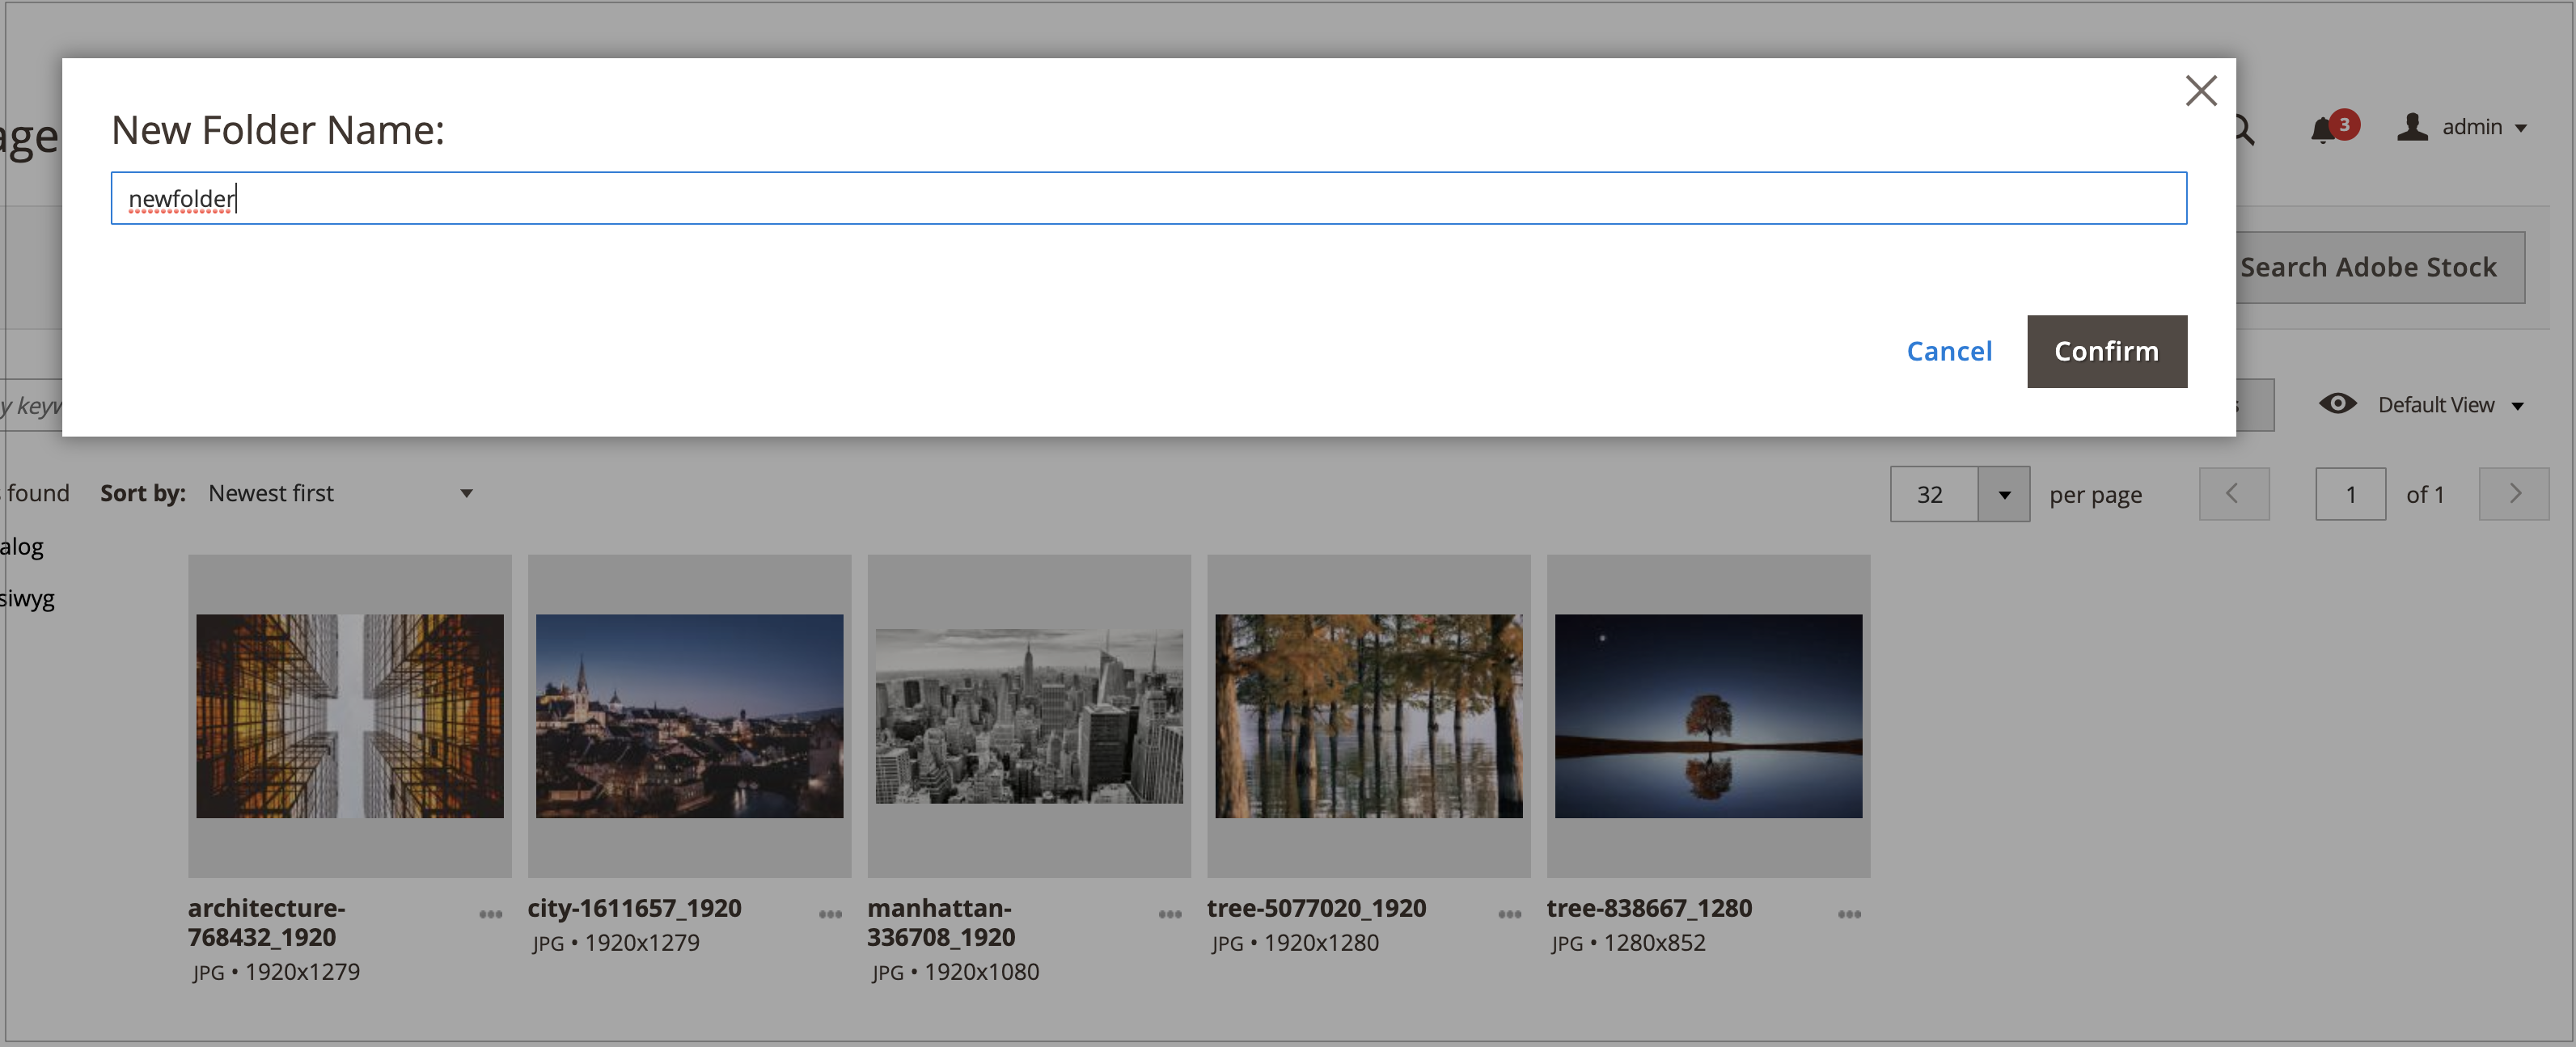 New Folder Name:
newfolder
Cancel
Confirm
age
3
admin
Search Adobe Stock
y keyw
Default View
found
Sort by:
Newest first
32
per page
1
of 1
alog
siwyg
architecture-
768432_1920
JPG • 1920x1279
city-1611657_1920
JPG • 1920x1279
manhattan-
336708_1920
JPG • 1920x1080
tree-5077020_1920
JPG • 1920x1280
tree-838667_1280
JPG • 1280x852